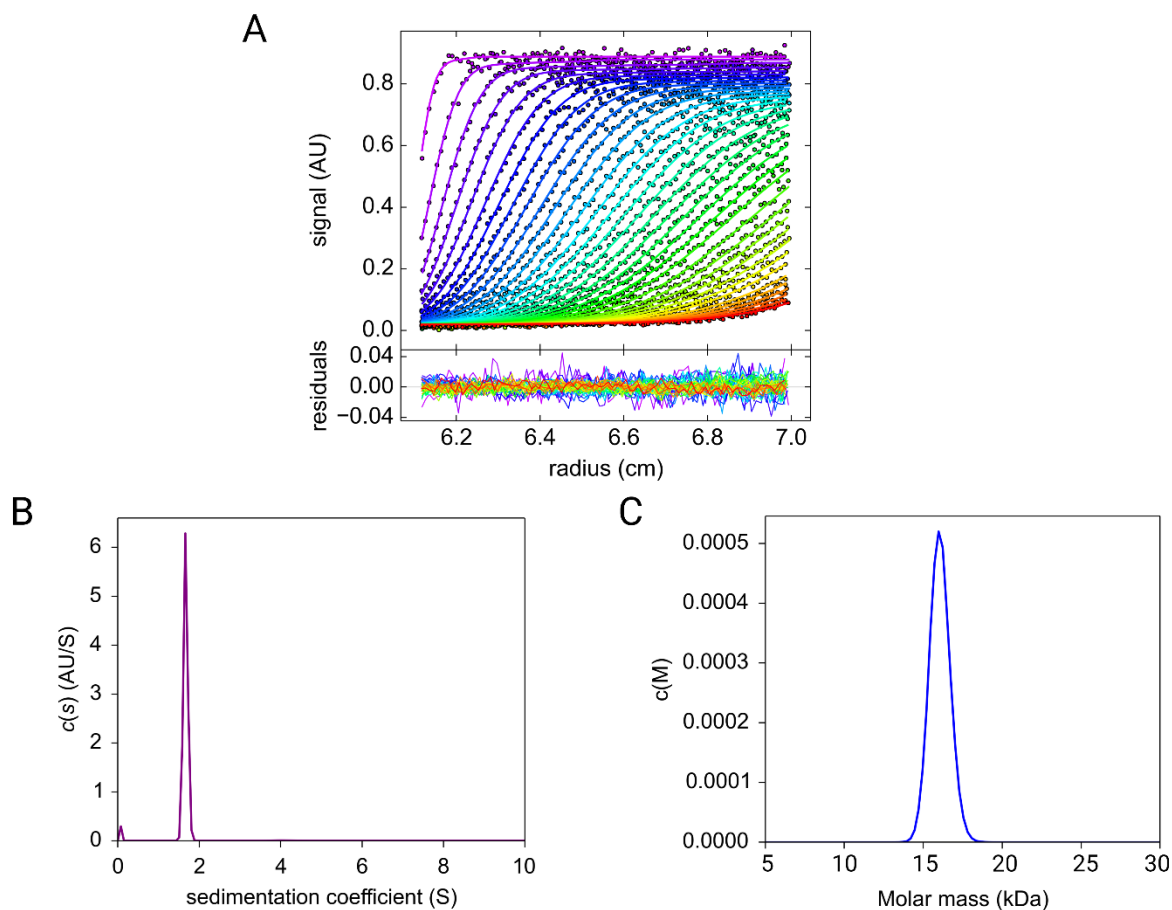 A
signal (AU)
0.8
0.6
0.4
0.2
0.0
residuals
0.04
0.00
−0.04
6.2 6.4 6.6 6.8 7.0
radius (cm)
B
c(s) (AU/S)
6
5
4
3
2
1
0
0 2 4 6 8 10
sedimentation coefficient (S)
C
c(M)
0.0005
0.0004
0.0003
0.0002
0.0001
0.0000
5 10 15 20 25 30
Molar mass (kDa)